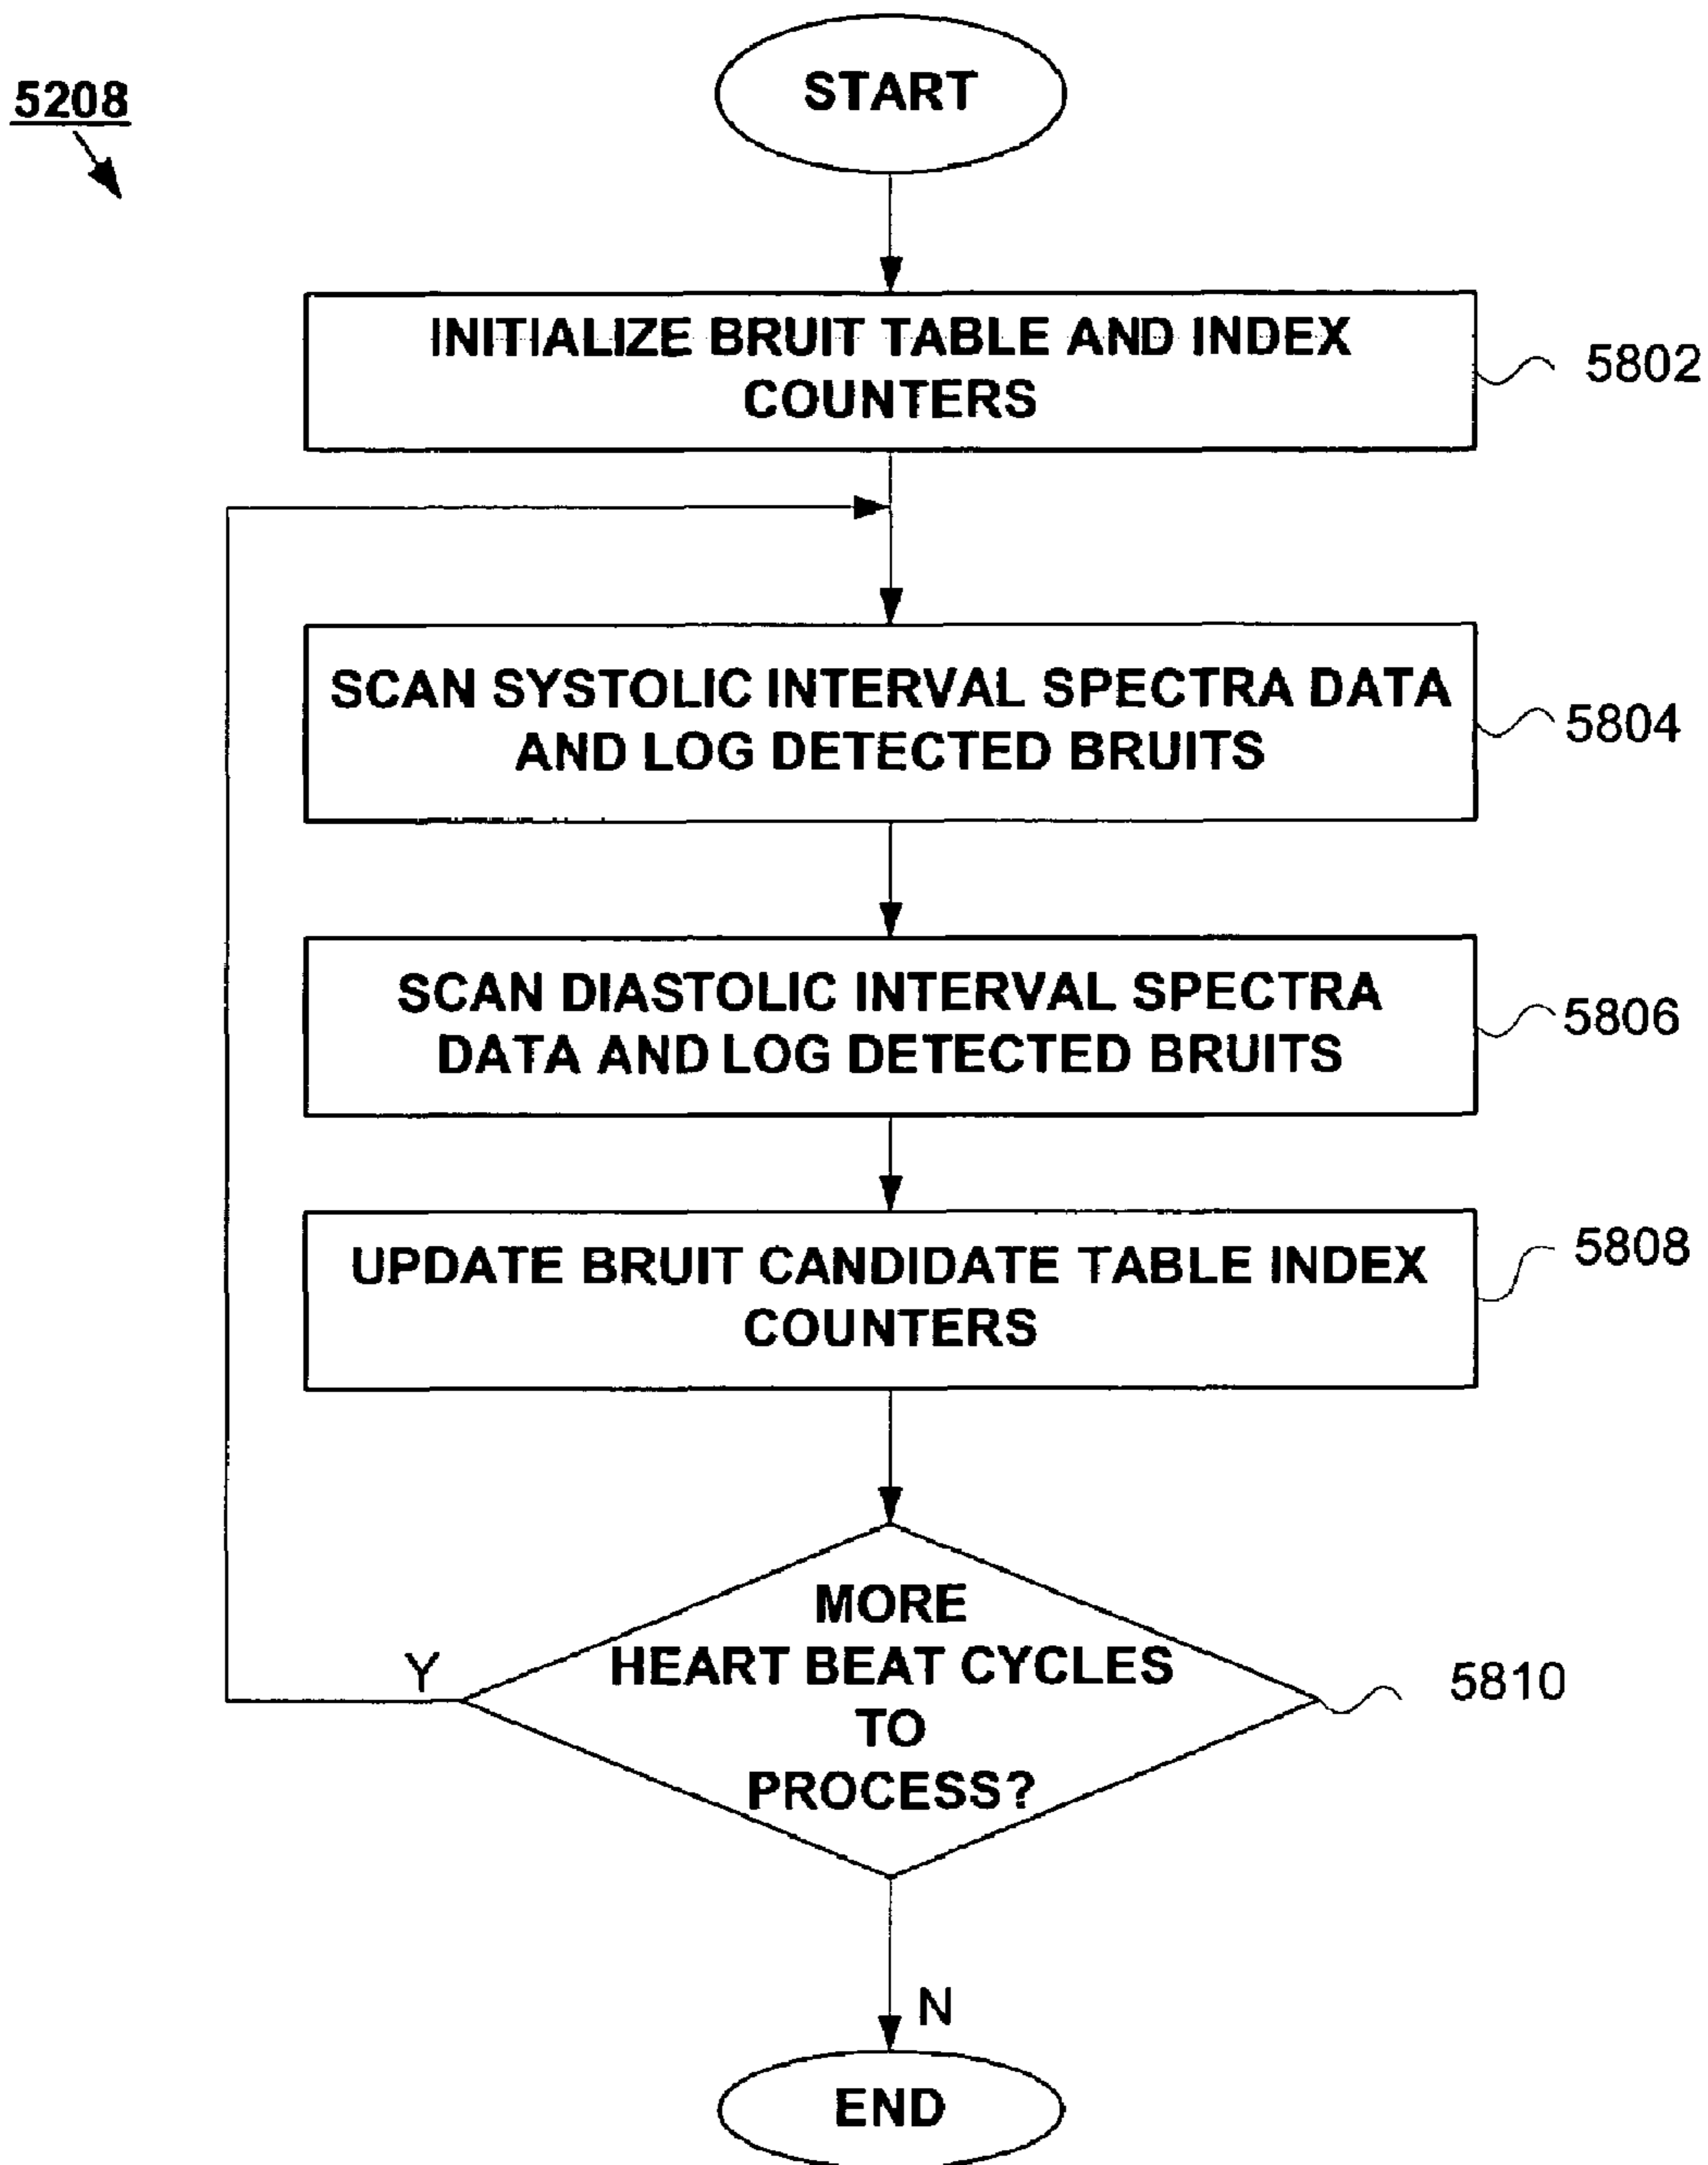 5208
START
INITIALIZE BRUIT TABLE AND INDEX
COUNTERS
5802
SCAN SYSTOLIC INTERVAL SPECTRA DATA
AND LOG DETECTED BRUITS
5804
SCAN DIASTOLIC INTERVAL SPECTRA
DATA AND LOG DETECTED BRUITS
5806
UPDATE BRUIT CANDIDATE TABLE INDEX
COUNTERS
5808
MORE
HEART BEAT CYCLES
TO
PROCESS?
Y
5810
N
END